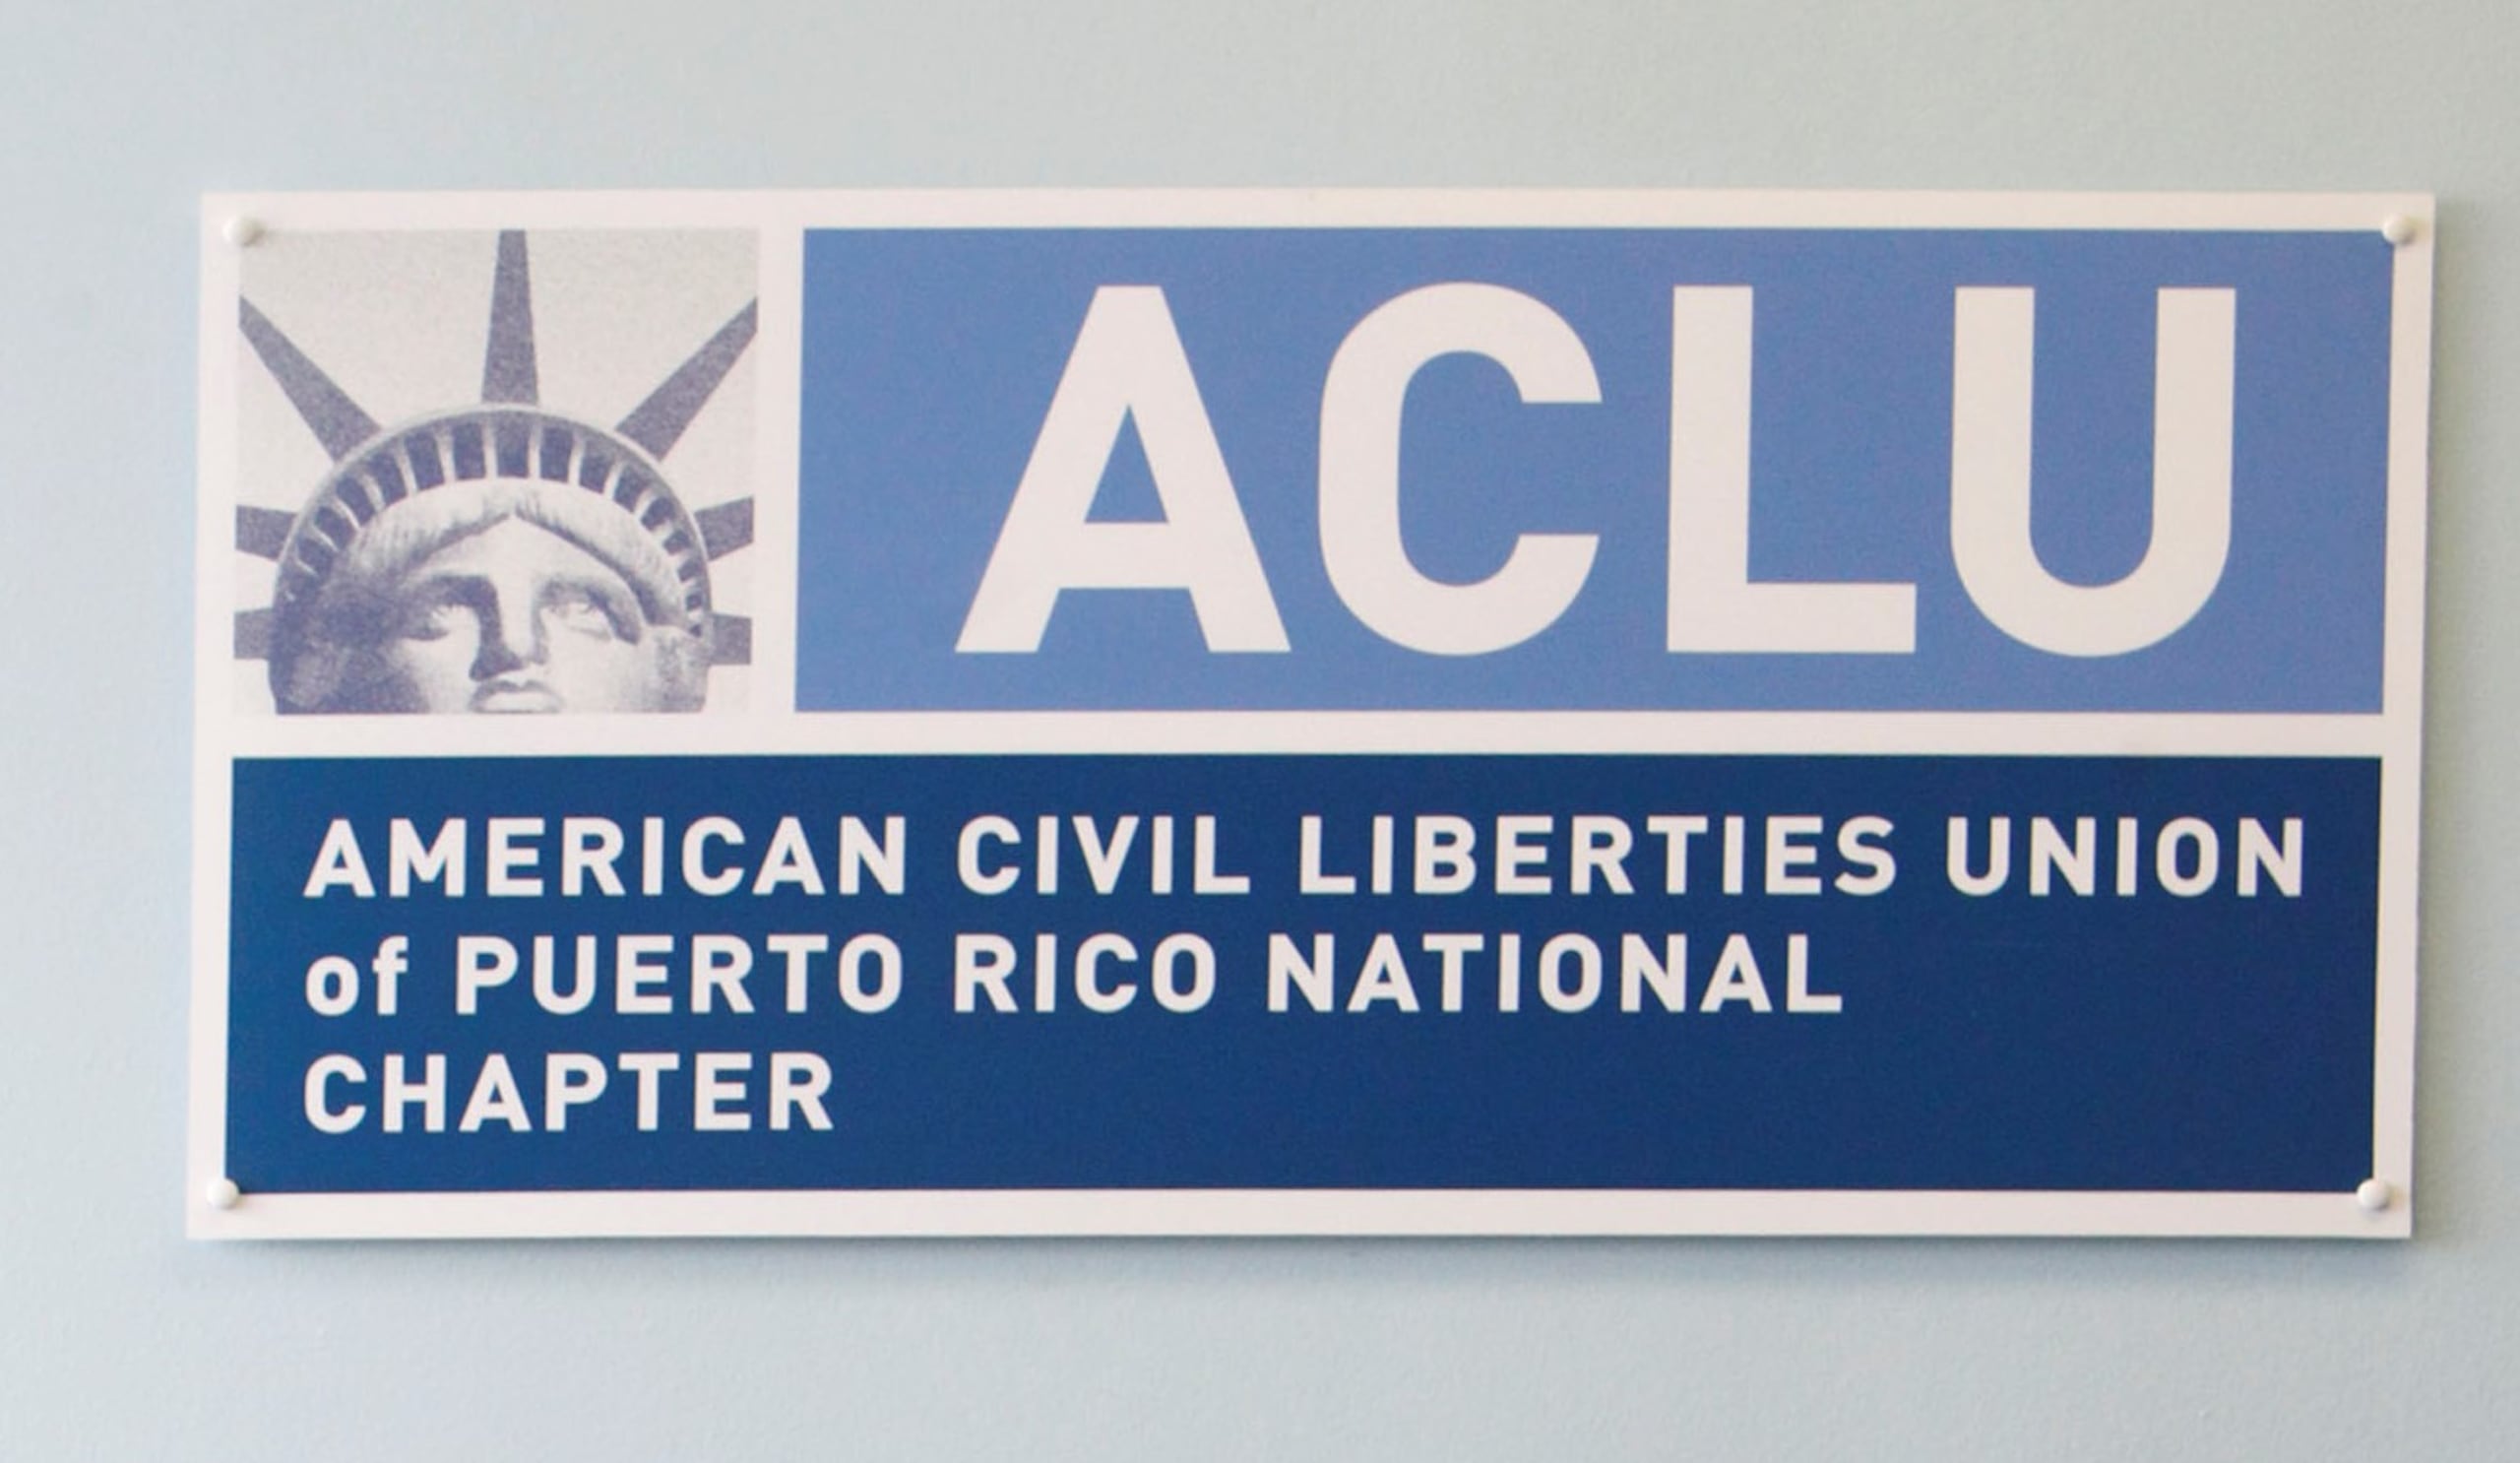 ACLU
AMERICAN CIVIL LIBERTIES UNION
of PUERTO RICO NATIONAL
CHAPTER